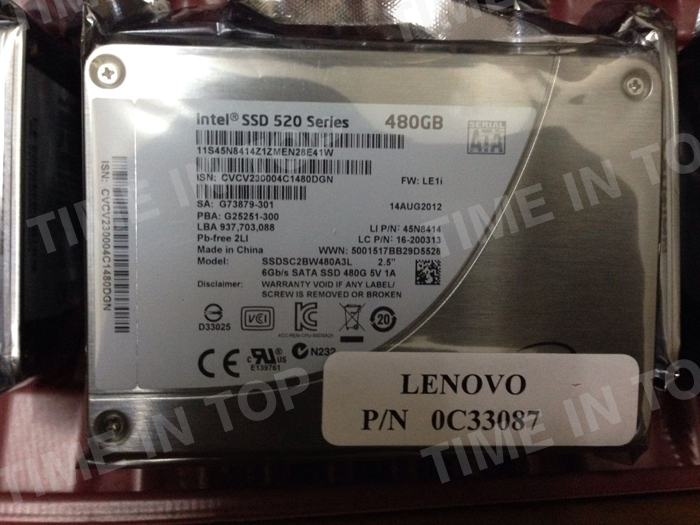 intel® SSD 520 Series 480GB
SERIAL
ATA
11S45N8414Z1ZMEN28E41W
ISN: CVCV230004C1480DGN FW: LE1i
SA: G73879-301 14AUG2012
PBA: G25251-300
LBA 937,703,088 LI P/N: 45N8414
Pb-free 2LI LC P/N: 16-200313
Made in China WWN: 5001517BB29D5528
Model: SSDSC2BW480A3L 2.5"
6Gb/s SATA SSD 480G 5V 1A
Disclaimer: WARRANTY VOID IF ANY LABEL/
SCREW IS REMOVED OR BROKEN
ISN: CVCV230004C1480DGN
D33025
VCI
20
CE
c UL us
E139761
N232
LENOVO
P/N 0C33087
TIME IN TOP
TIME IN TOP
TIME IN TOP
TIME IN TOP